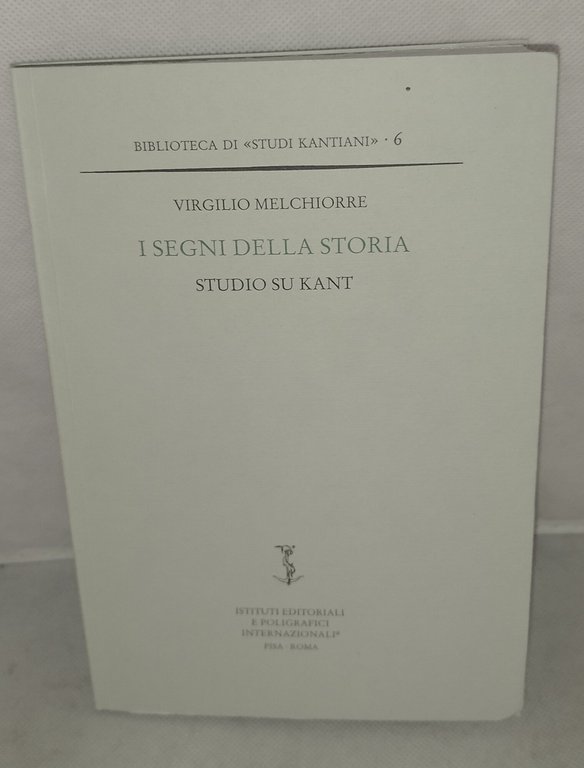 BIBLIOTECA DI «STUDI KANTIANI» · 6
VIRGILIO MELCHIORRE
I SEGNI DELLA STORIA
STUDIO SU KANT
ISTITUTI EDITORIALI
E POLIGRAFICI
INTERNAZIONALI®
PISA · ROMA